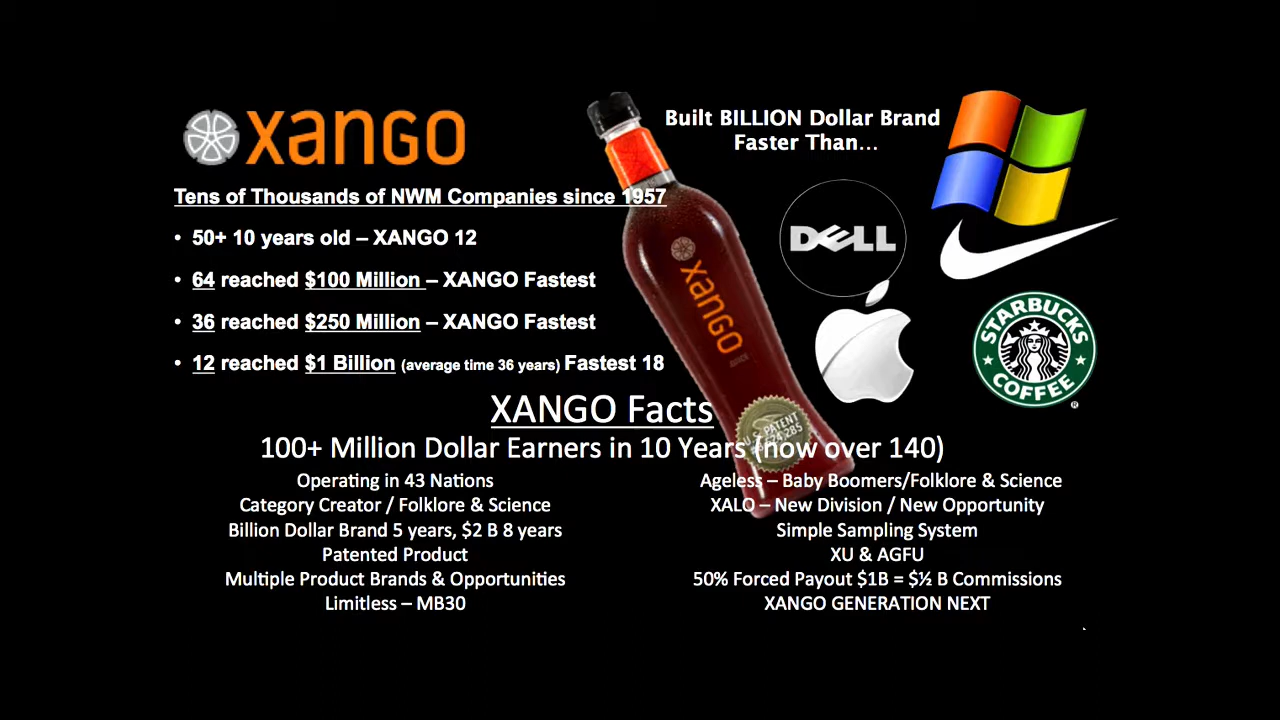 xango
Built BILLION Dollar Brand
Faster Than...
Tens of Thousands of NWM Companies since 1957
• 50+ 10 years old – XANGO 12
• 64 reached $100 Million – XANGO Fastest
• 36 reached $250 Million – XANGO Fastest
• 12 reached $1 Billion (average time 36 years) Fastest 18
DELL
STARBUCKS
COFFEE
®
xango
U.S. PATENT
XANGO Facts
100+ Million Dollar Earners in 10 Years (now over 140)
Operating in 43 Nations
Category Creator / Folklore & Science
Billion Dollar Brand 5 years, $2 B 8 years
Patented Product
Multiple Product Brands & Opportunities
Limitless – MB30
Ageless – Baby Boomers/Folklore & Science
XALO – New Division / New Opportunity
Simple Sampling System
XU & AGFU
50% Forced Payout $1B = $½ B Commissions
XANGO GENERATION NEXT